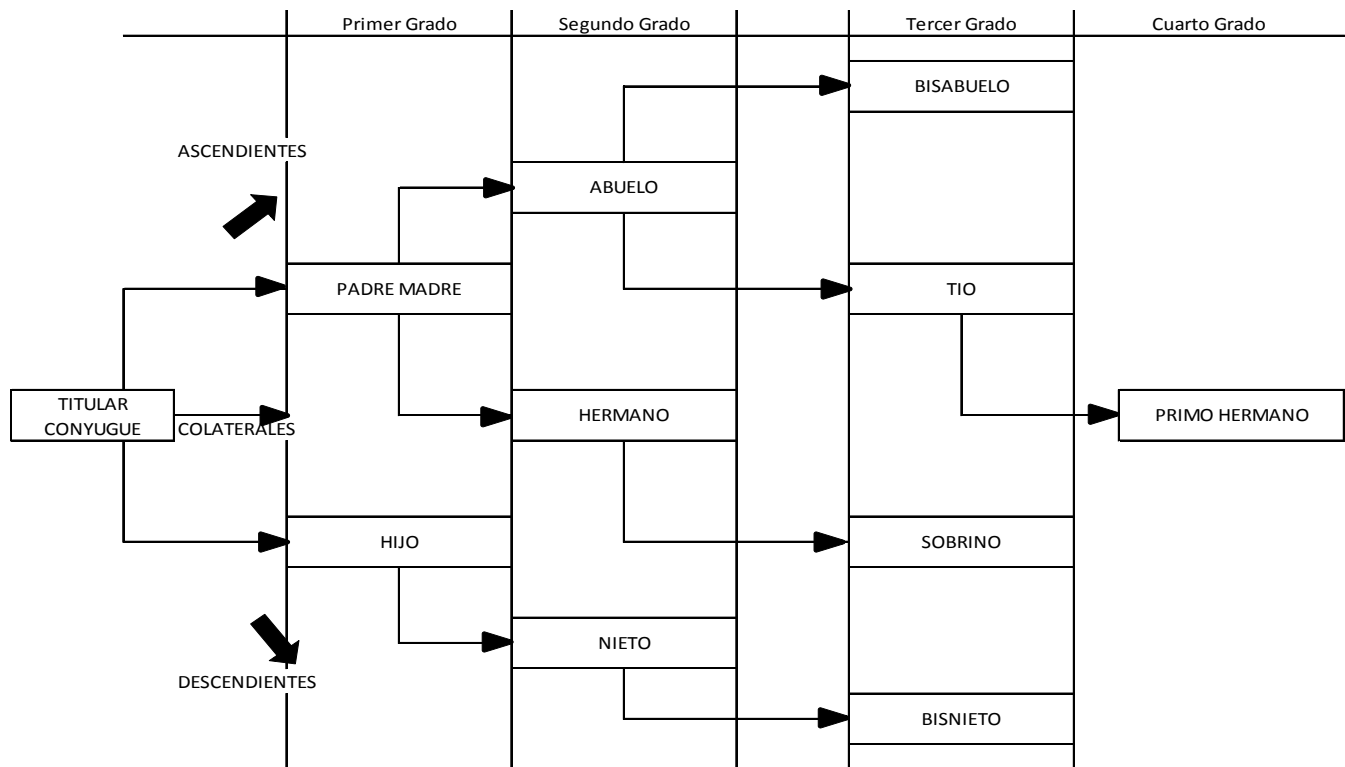 Primer Grado
Segundo Grado
Tercer Grado
Cuarto Grado
BISABUELO
ASCENDIENTES
ABUELO
PADRE MADRE
TIO
TITULAR
CONYUGUE
COLATERALES
HERMANO
PRIMO HERMANO
HIJO
SOBRINO
NIETO
DESCENDIENTES
BISNIETO